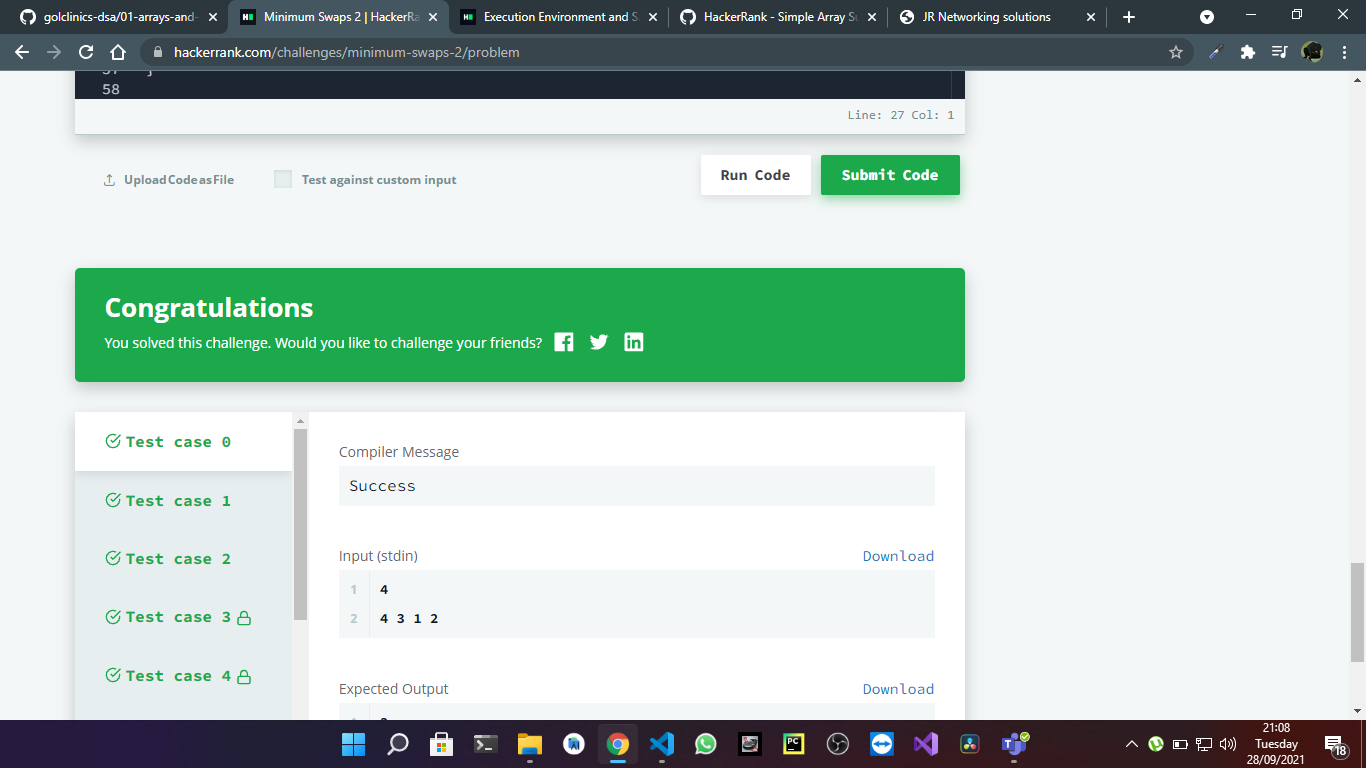 golclinics-dsa/01-arrays-and-
Minimum Swaps 2 | HackerRa
Execution Environment and S
HackerRank - Simple Array Su
JR Networking solutions
hackerrank.com/challenges/minimum-swaps-2/problem
58
Line: 27 Col: 1
Upload Code as File
Test against custom input
Run Code
Submit Code
Congratulations
You solved this challenge. Would you like to challenge your friends?
Test case 0
Test case 1
Test case 2
Test case 3
Test case 4
Compiler Message
Success
Input (stdin)
Download
1 4
2 4 3 1 2
Expected Output
Download
21:08
Tuesday
28/09/2021
18